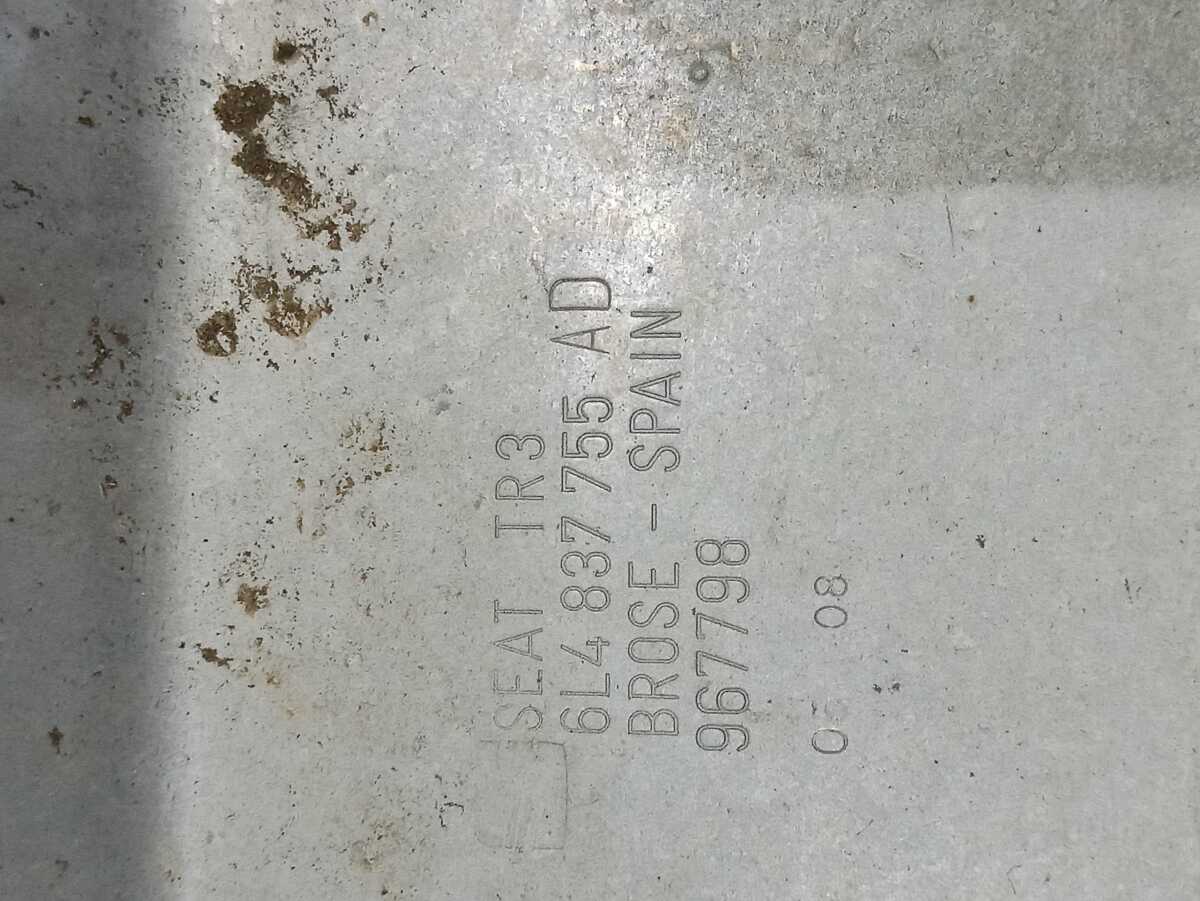 SEAT TR3
6L4 837 755 AD
BROSE - SPAIN
967798
08